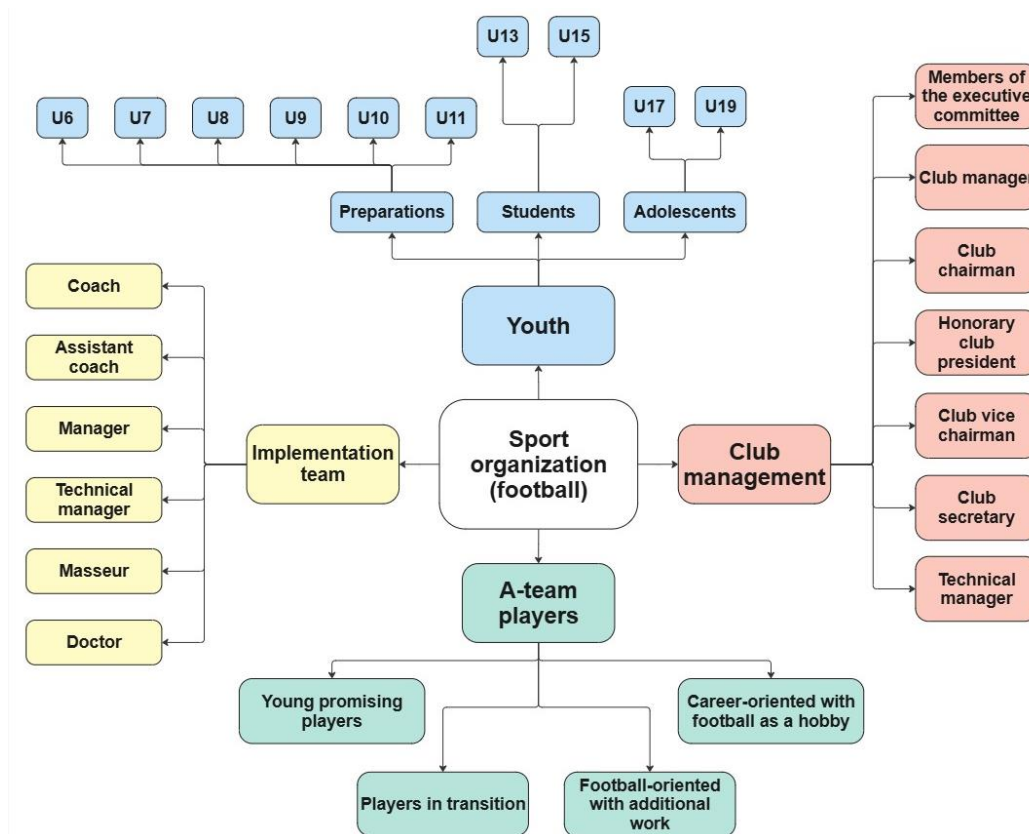 U13
U15
U17
U19
U6
U7
U8
U9
U10
U11
Preparations
Students
Adolescents
Youth
Members of
the executive
committee
Club manager
Club
chairman
Honorary
club
president
Club vice
chairman
Club
secretary
Technical
manager
Coach
Assistant
coach
Manager
Technical
manager
Masseur
Doctor
Implementation
team
Sport
organization
(football)
Club
management
A-team
players
Young promising
players
Career-oriented with
football as a hobby
Players in transition
Football-oriented
with additional
work